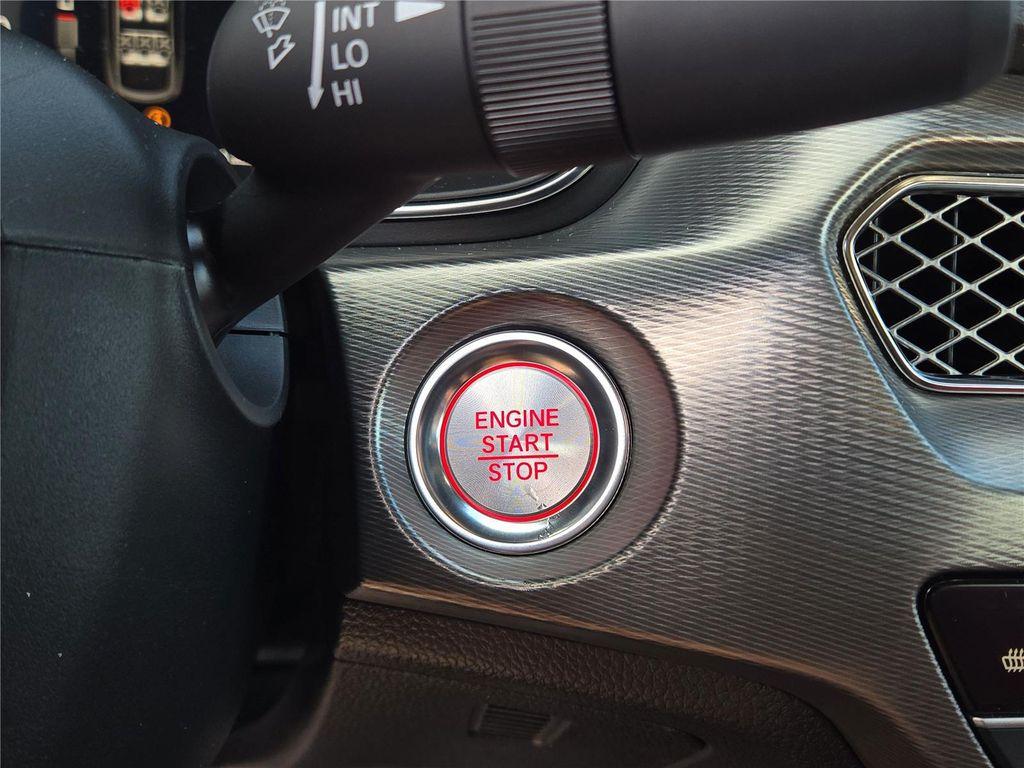 INT
LO
HI
ENGINE
START
STOP